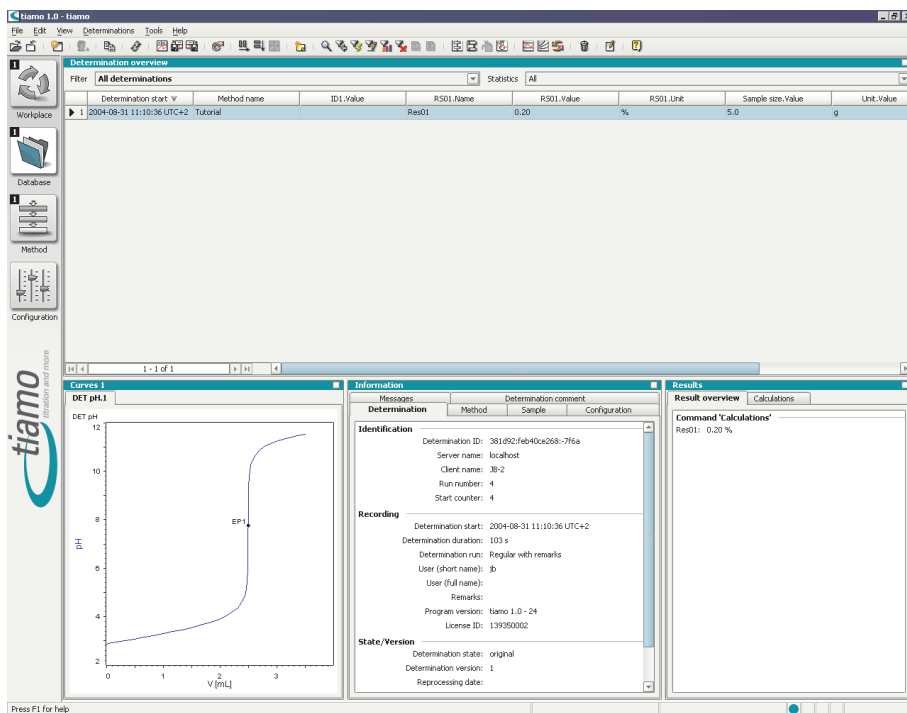 tiamo 1.0 - tiamo
File Edit View Determinations Tools Help
Determination overview
Filter All determinations Statistics All
Determination start Method name ID1.Value RS01.Name RS01.Value RS01.Unit Sample size.Value Unit.Value
1 2004-08-31 11:10:36 UTC+2 Tutorial Res01 0.20 % 5.0 g
1
Workplace
1
Database
1
Method
Configuration
tiamo
titration and more
1 - 1 of 1
Curves 1
DET pH.1
DET pH
12
10
8
6
4
2
pH
EP1
0 1 2 3
V [mL]
Information
Messages Determination comment
Determination Method Sample Configuration
Identification
Determination ID: 381d92:feb40ce268:-7f6a
Server name: localhost
Client name: JB-2
Run number: 4
Start counter: 4
Recording
Determination start: 2004-08-31 11:10:36 UTC+2
Determination duration: 103 s
Determination run: Regular with remarks
User (short name): jb
User (full name):
Remarks:
Program version: tiamo 1.0 - 24
License ID: 139350002
State/Version
Determination state: original
Determination version: 1
Reprocessing date:
Results
Result overview Calculations
Command 'Calculations'
Res01: 0.20 %
Press F1 for help